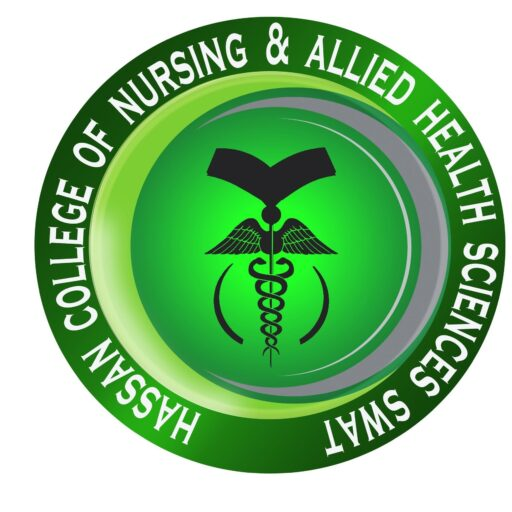 HASSAN COLLEGE OF NURSING & ALLIED HEALTH SCIENCES SWAT